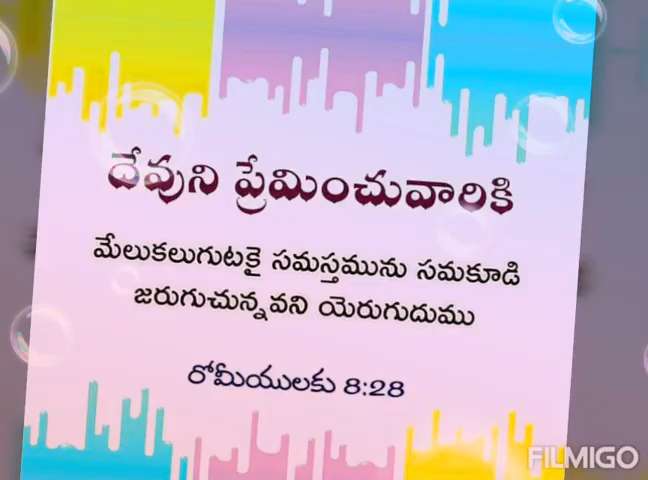 దేవుని ప్రేమించువారికి
మేలుకలుగుటకై సమస్తమును సమకూడి
జరుగుచున్నవని యెరుగుదుము
రోమీయులకు 8:28
FILMIGO